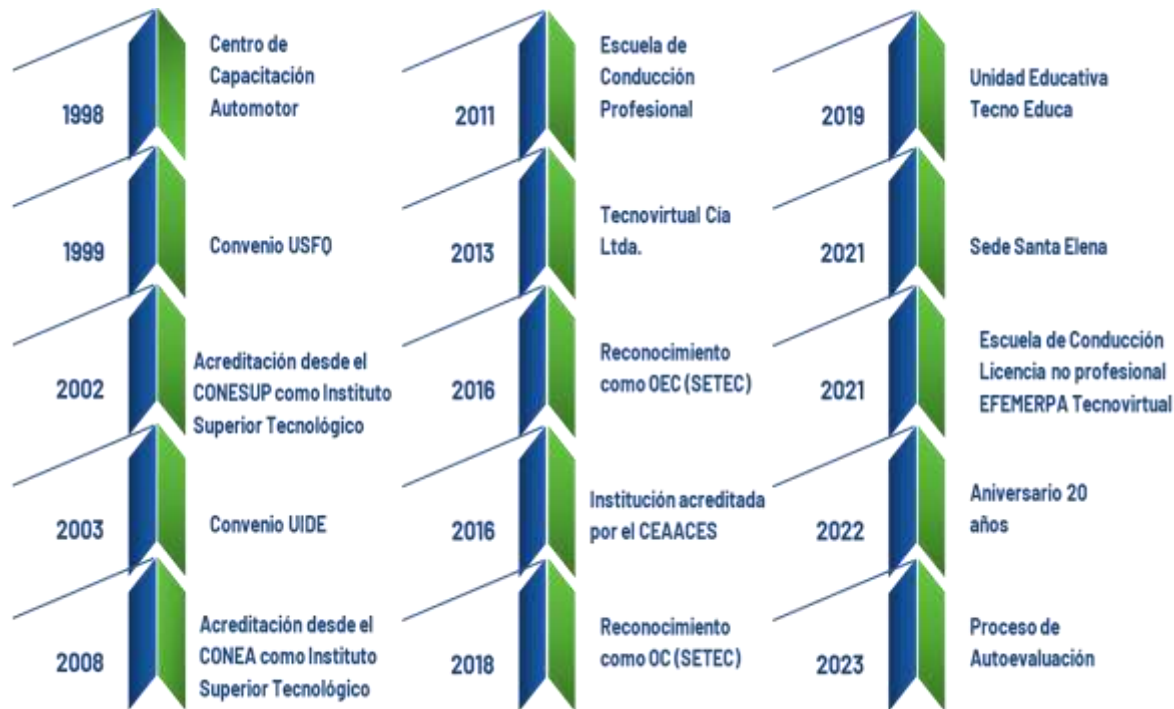 1998
Centro de
Capacitación
Automotor
1999
Convenio USFQ
2002
Acreditación desde el
CONESUP como Instituto
Superior Tecnológico
2003
Convenio UIDE
2008
Acreditación desde el
CONEA como Instituto
Superior Tecnológico
2011
Escuela de
Conducción
Profesional
2013
Tecnovirtual Cía
Ltda.
2016
Reconocimiento
como OEC (SETEC)
2016
Institución acreditada
por el CEAACES
2018
Reconocimiento
como OC (SETEC)
2019
Unidad Educativa
Tecno Educa
2021
Sede Santa Elena
2021
Escuela de Conducción
Licencia no profesional
EFEMERPA Tecnovirtual
2022
Aniversario 20
años
2023
Proceso de
Autoevaluación